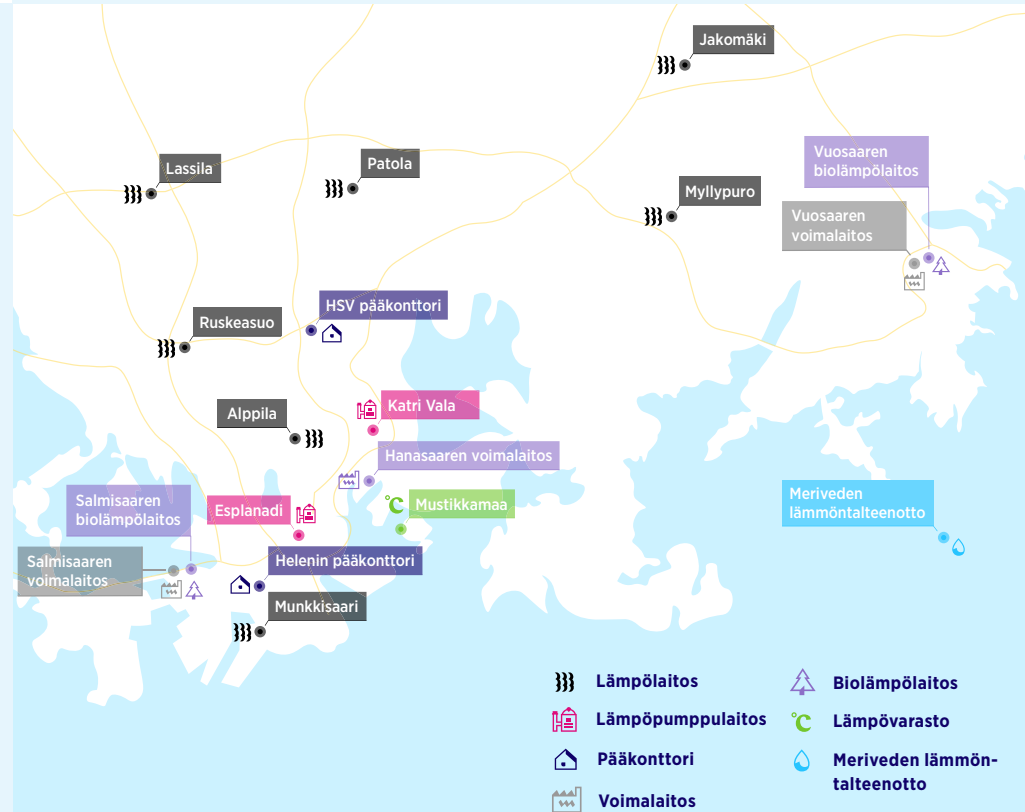 Jakomäki
Vuosaaren
biolämpölaitos
Patola
Lassila
Myllypuro
Vuosaaren
voimalaitos
HSV pääkonttori
Ruskeasuo
Katri Vala
Alppila
Hanasaaren voimalaitos
°C
Mustikkamaa
Salmisaaren
biolämpölaitos
Esplanadi
Meriveden
lämmöntalteenotto
Salmisaaren
voimalaitos
Helenin pääkonttori
Munkkisaari
Lämpölaitos
Lämpöpumppulaitos
Pääkonttori
Voimalaitos
Biolämpölaitos
°C Lämpövarasto
Meriveden lämmön-
talteenotto